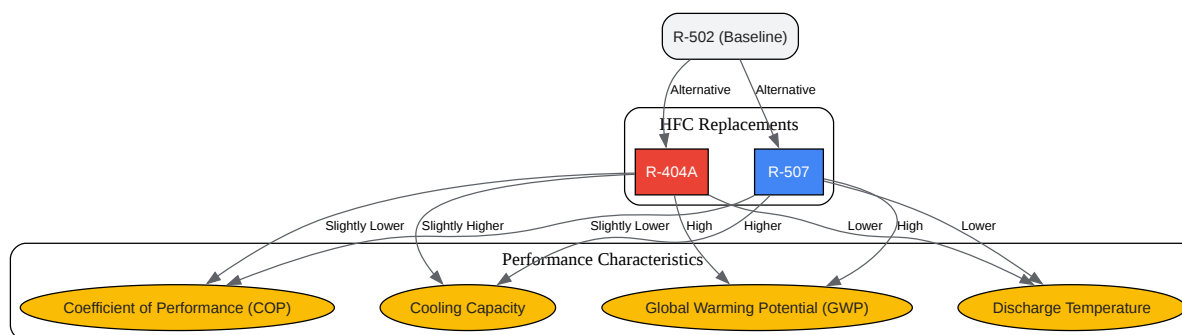 R-502 (Baseline)
Alternative
Alternative
HFC Replacements
R-404A
R-507
Slightly Lower
Slightly Higher
Slightly Lower
High
Higher
Lower
High
Lower
Performance Characteristics
Coefficient of Performance (COP)
Cooling Capacity
Global Warming Potential (GWP)
Discharge Temperature